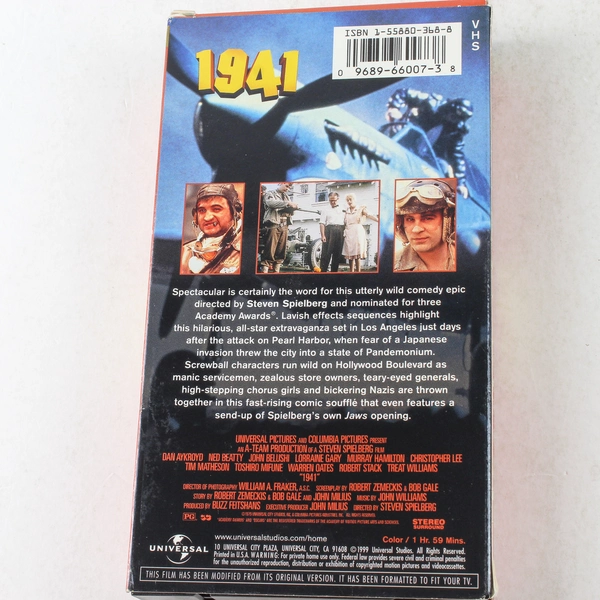 ISBN 1-55880-368-8
VHS
0 9689-66007-3 8
1941
Spectacular is certainly the word for this utterly wild comedy epic
directed by Steven Spielberg and nominated for three
Academy Awards®. Lavish effects sequences highlight
this hilarious, all-star extravaganza set in Los Angeles just days
after the attack on Pearl Harbor, when fear of a Japanese
invasion threw the city into a state of Pandemonium.
Screwball characters run wild on Hollywood Boulevard as
manic servicemen, zealous store owners, teary-eyed generals,
high-stepping chorus girls and bickering Nazis are thrown
together in this fast-rising comic soufflé that even features a
send-up of Spielberg's own Jaws opening.
UNIVERSAL PICTURES AND COLUMBIA PICTURES PRESENT
AN A-TEAM PRODUCTION OF A STEVEN SPIELBERG FILM
DAN AYKROYD NED BEATTY JOHN BELUSHI LORRAINE GARY MURRAY HAMILTON CHRISTOPHER LEE
TIM MATHESON TOSHIRO MIFUNE WARREN OATES ROBERT STACK TREAT WILLIAMS
"1941"
DIRECTOR OF PHOTOGRAPHY WILLIAM A. FRAKER, A.S.C. SCREENPLAY BY ROBERT ZEMECKIS & BOB GALE
STORY BY ROBERT ZEMECKIS & BOB GALE AND JOHN MILIUS MUSIC BY JOHN WILLIAMS
PRODUCED BY BUZZ FEITSHANS EXECUTIVE PRODUCER JOHN MILIUS DIRECTED BY STEVEN SPIELBERG
PG
STEREO
SURROUND
UNIVERSAL
www.universalstudios.com/home
Color / 1 Hr. 59 Mins.
10 UNIVERSAL CITY PLAZA, UNIVERSAL CITY, CA 91608 ©1999 Universal Studios. All Rights Reserved.
Printed in U.S.A. WARNING: For private home use only. Federal law provides severe civil and criminal penalties
for the unauthorized reproduction, distribution or exhibition of copyrighted motion pictures and videocassettes.
THIS FILM HAS BEEN MODIFIED FROM ITS ORIGINAL VERSION. IT HAS BEEN FORMATTED TO FIT YOUR TV.